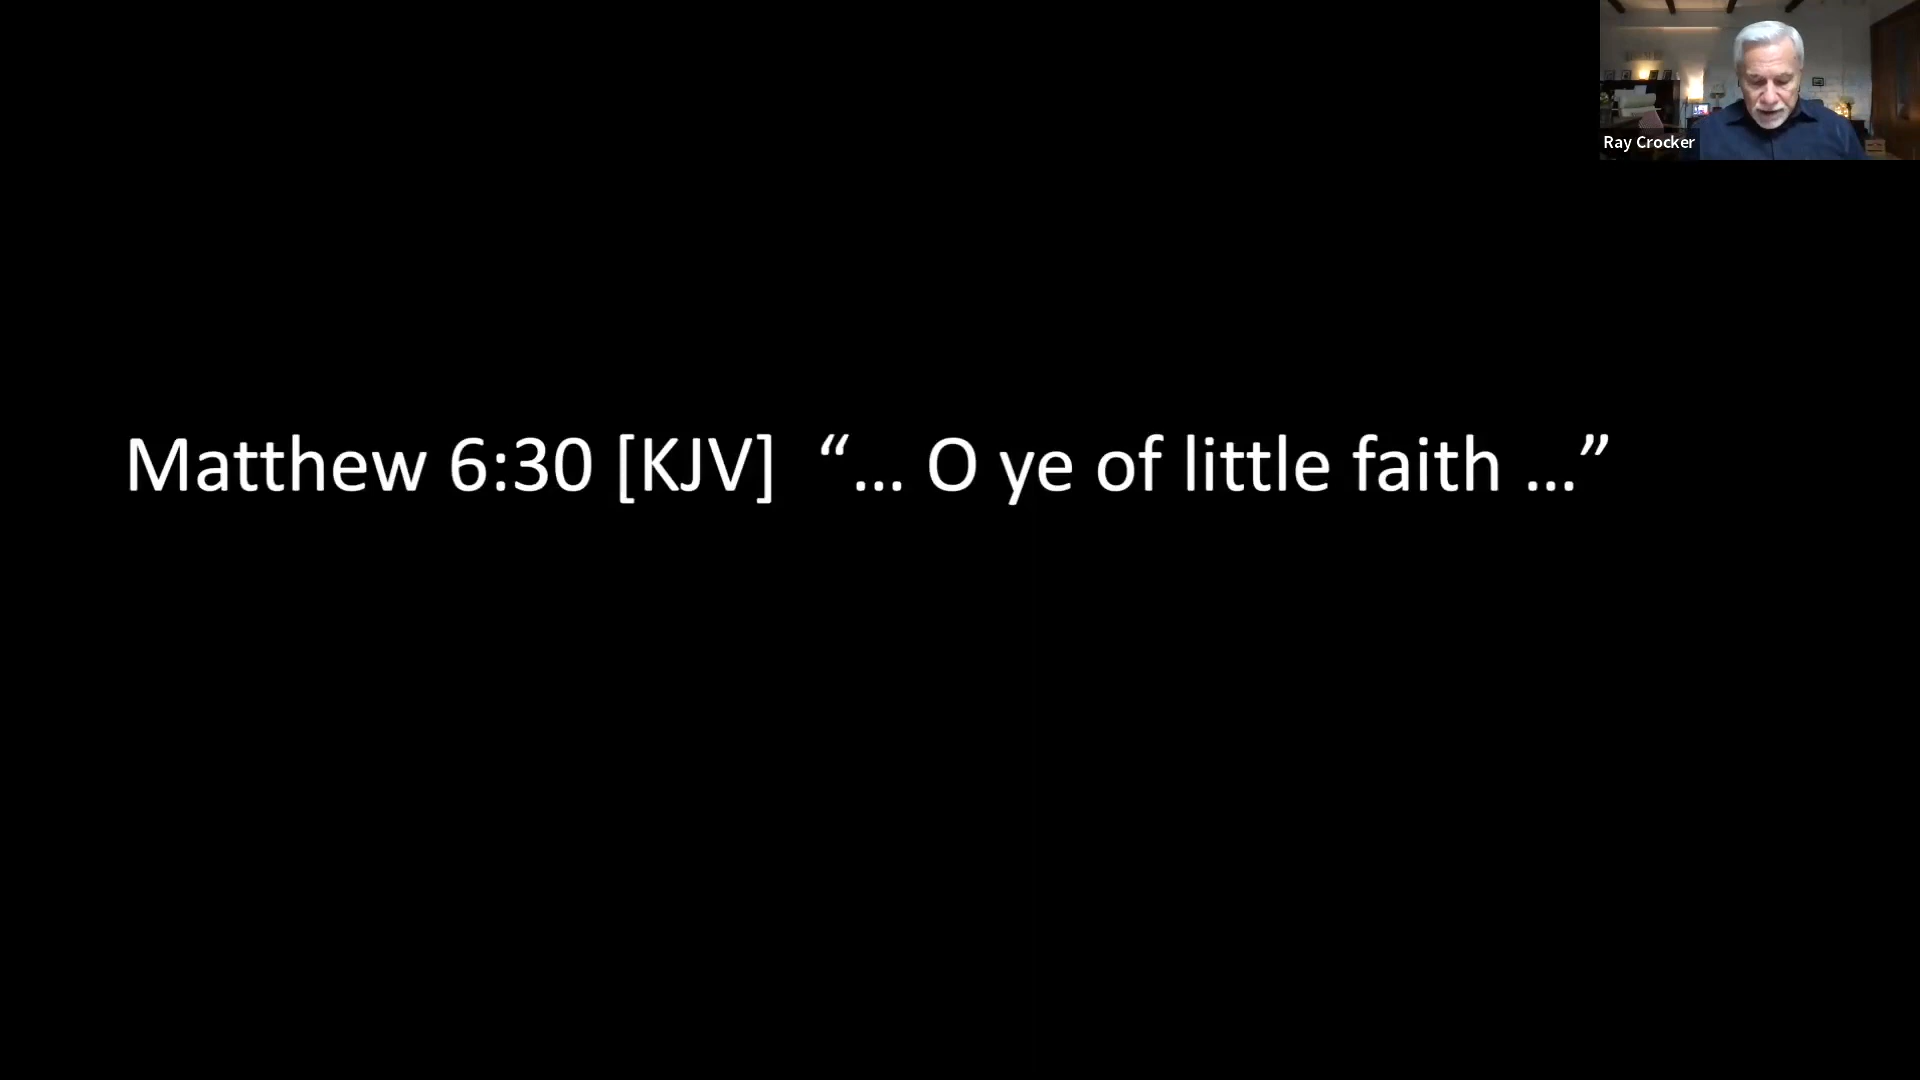 Ray Crocker
Matthew 6:30 [KJV]  “… O ye of little faith …”